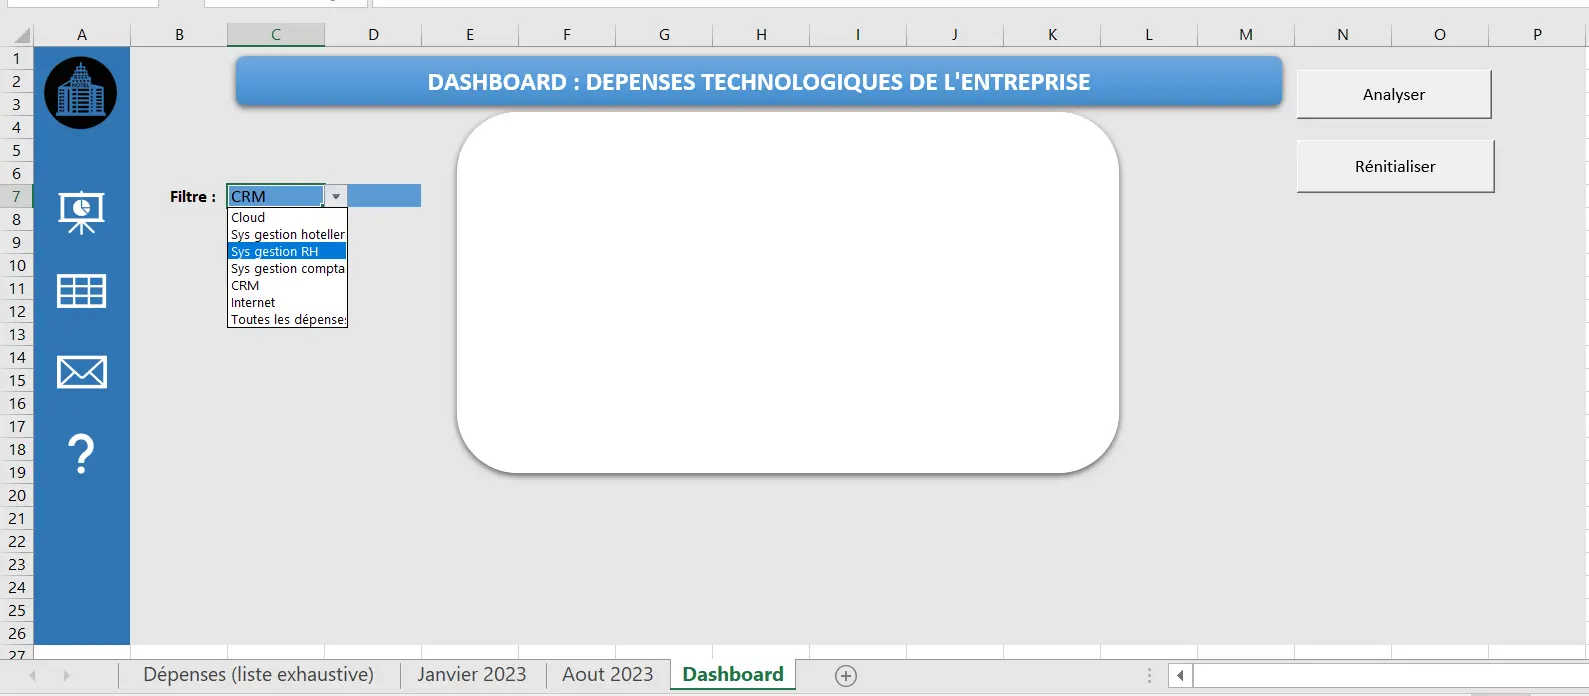 A B C D E F G H I J K L M N O P
1
2
3
4
5
6
7
8
9
10
11
12
13
14
15
16
17
18
19
20
21
22
23
24
25
26
27
HOTEL
DASHBOARD : DEPENSES TECHNOLOGIQUES DE L'ENTREPRISE
Analyser
Rénitialiser
Filtre : CRM
Cloud
Sys gestion hoteller
Sys gestion RH
Sys gestion compta
CRM
Internet
Toutes les dépenses
?
Dépenses (liste exhaustive) Janvier 2023 Aout 2023 Dashboard